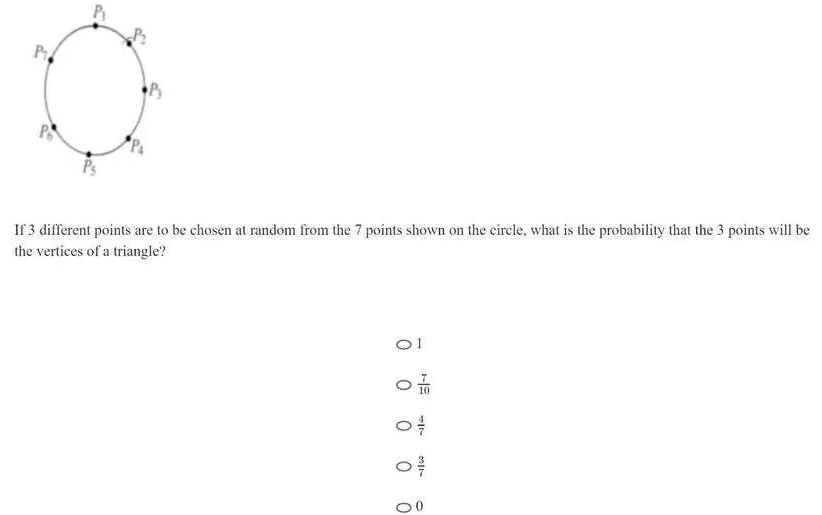 P₁
P₂
P₇
P₃
P₆
P₄
P₅
If 3 different points are to be chosen at random from the 7 points shown on the circle, what is the probability that the 3 points will be
the vertices of a triangle?
1
7/10
4/7
3/7
0